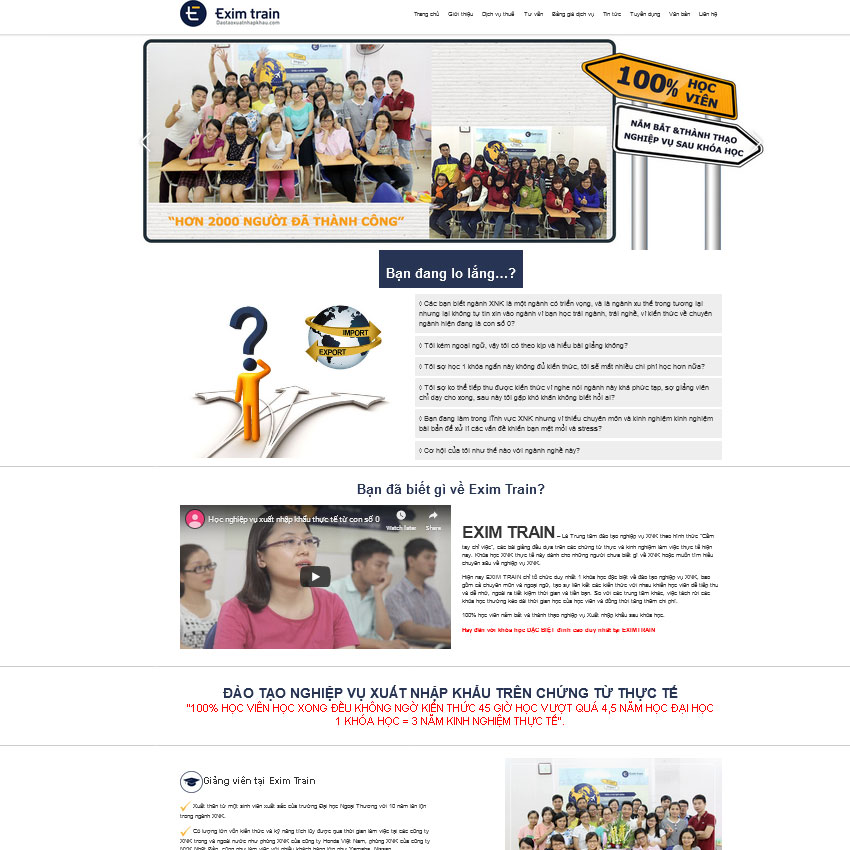 Exim train
Daotaoxuatnhapkhau.com
Trang chủ Giới thiệu Dịch vụ thuế Tư vấn Bảng giá dịch vụ Tin tức Tuyển dụng Văn bản Liên hệ
100% HỌC VIÊN
NẮM BẮT &THÀNH THẠO
NGHIỆP VỤ SAU KHÓA HỌC
"HƠN 2000 NGƯỜI ĐÃ THÀNH CÔNG"
Bạn đang lo lắng...?
◊ Các bạn biết ngành XNK là một ngành có triển vọng, và là ngành xu thế trong tương lại
nhưng lại không tự tin xin vào ngành vì bạn học trái ngành, trái nghề, vì kiến thức về chuyên
ngành hiện đang là con số 0?
IMPORT
EXPORT
◊ Tôi kém ngoại ngữ, vậy tôi có theo kịp và hiểu bài giảng không?
◊ Tôi sợ học 1 khóa ngắn này không đủ kiến thức, tôi sẽ mất nhiều chi phí học hơn nữa?
◊ Tôi sợ ko thể tiếp thu được kiến thức vì nghe nói ngành này khá phức tạp, sợ giảng viên
chỉ dạy cho xong, sau này tôi gặp khó khăn không biết hỏi ai?
◊ Bạn đang làm trong lĩnh vực XNK nhưng vì thiếu chuyên môn và kinh nghiệm kinh nghiệm
bài bản để xử lí các vấn đề khiến bạn mệt mỏi và stress?
◊ Cơ hội của tôi như thế nào với ngành nghề này?
Bạn đã biết gì về Exim Train?
Học nghiệp vụ xuất nhập khẩu thực tế từ con số 0
Watch later Share
EXIM TRAIN – Là Trung tâm đào tạo nghiệp vụ XNK theo hình thức "Cầm
tay chỉ việc", các bài giảng đều dựa trên các chứng từ thực và kinh nghiệm làm việc thực tế hiện
nay. Khóa học XNK thực tế này dành cho những người chưa biết gì về XNK hoặc muốn tìm hiểu
chuyên sâu về nghiệp vụ XNK.
Hiện nay EXIM TRAIN chỉ tổ chức duy nhất 1 khóa học đặc biệt về đào tạo nghiệp vụ XNK, bao
gồm cả chuyên môn và ngoại ngữ, tạo sự liên kết các kiến thức với nhau khiến học viên dễ tiếp thu
và dễ nhớ, ngoài ra tiết kiệm thời gian và tiền bạn. So với các trung tâm khác, việc tách rời các
khóa học thường kéo dài thời gian học của học viên và đồng thời tăng thêm chi phí.
100% học viên nắm bắt và thành thạo nghiệp vụ Xuất nhập khẩu sau khóa học.
Hãy đến với khóa học ĐẶC BIỆT đỉnh cao duy nhất tại EXIMTRAIN
ĐÀO TẠO NGHIỆP VỤ XUẤT NHẬP KHẨU TRÊN CHỨNG TỪ THỰC TẾ
"100% HỌC VIÊN HỌC XONG ĐỀU KHÔNG NGỜ KIẾN THỨC 45 GIỜ HỌC VƯỢT QUÁ 4,5 NĂM HỌC ĐẠI HỌC
1 KHÓA HỌC = 3 NĂM KINH NGHIỆM THỰC TẾ".
Giảng viên tại Exim Train
Xuất thân từ một sinh viên xuất sắc của trường Đại học Ngoại Thương với 10 năm lăn lộn
trong ngành XNK.
Có lượng lớn vốn kiến thức và kỹ năng tích lũy được qua thời gian làm việc tại các công ty
XNK trong và ngoài nước như phòng XNK của công ty Honda Việt Nam, phòng XNK của công ty